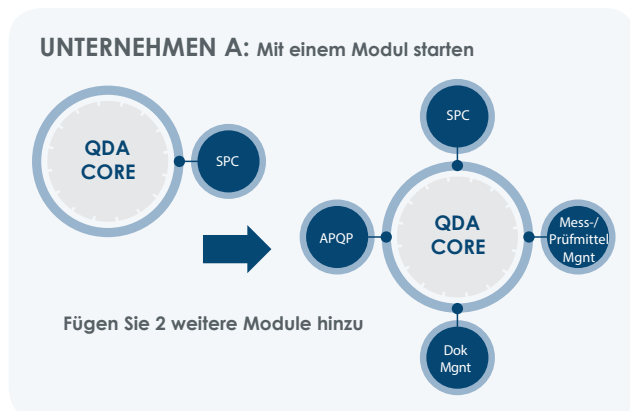 UNTERNEHMEN A: Mit einem Modul starten
QDA
CORE
SPC
SPC
APQP
QDA
CORE
Mess-/
Prüfmittel
Mgnt
Dok
Mgnt
Fügen Sie 2 weitere Module hinzu